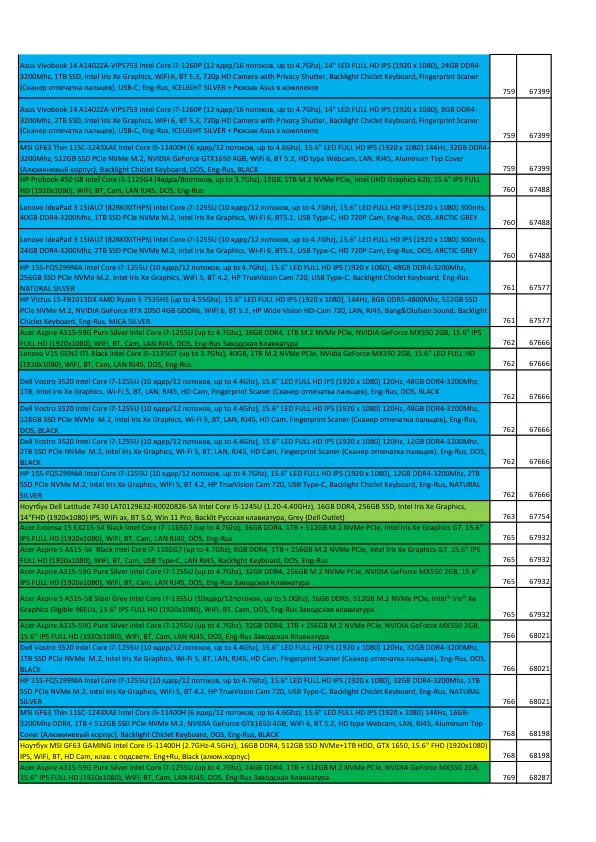 Asus Vivobook 14 A1402ZA-VIPS753 Intel Core i7-1260P (12 ядер/16 потоков, up to 4.7Ghz), 14" LED FULL HD IPS (1920 x 1080), 24GB DDR4-
3200Mhz, 1TB SSD, Intel Iris Xe Graphics, WiFi 6, BT 5.3, 720p HD Camera with Privacy Shutter, Backlight Chiclet Keyboard, Fingerprint Scaner
(Сканер отпечатка пальцев), USB-C, Eng-Rus, ICELIGHT SILVER + Рюкзак Asus в комплекте 759 67399
Asus Vivobook 14 A1402ZA-VIPS753 Intel Core i7-1260P (12 ядер/16 потоков, up to 4.7Ghz), 14" LED FULL HD IPS (1920 x 1080), 8GB DDR4-
3200Mhz, 2TB SSD, Intel Iris Xe Graphics, WiFi 6, BT 5.3, 720p HD Camera with Privacy Shutter, Backlight Chiclet Keyboard, Fingerprint Scaner
(Сканер отпечатка пальцев), USB-C, Eng-Rus, ICELIGHT SILVER + Рюкзак Asus в комплекте 759 67399
MSI GF63 Thin 11SC-1243XAE Intel Core i5-11400H (6 ядер/12 потоков, up to 4.6Ghz), 15.6" LED FULL HD IPS (1920 x 1080) 144Hz, 32GB DDR4-
3200Mhz, 512GB SSD PCIe NVMe M.2, NVIDIA GeForce GTX1650 4GB, WiFi 6, BT 5.2, HD type Webcam, LAN, RJ45, Aluminum Top Cover
(Алюминевый корпус), Backlight Chiclet Keyboard, DOS, Eng-Rus, BLACK 759 67399
HP Probook 450 G8 Intel Core i3-1125G4 (4ядра/8потоков, up to 3.7Ghz), 12GB, 1TB M.2 NVMe PCIe, Intel UHD Graphics 620, 15.6" IPS FULL
HD (1920x1080), WiFi, BT, Cam, LAN RJ45, DOS, Eng-Rus 760 67488
Lenovo IdeaPad 3 15IAU7 (82RK00THPS) Intel Core i7-1255U (10 ядер/12 потоков, up to 4.7Ghz), 15.6" LED FULL HD IPS (1920 x 1080) 300nits,
40GB DDR4-3200Mhz, 1TB SSD PCIe NVMe M.2, Intel Iris Xe Graphics, Wi-Fi 6, BT5.1, USB Type-C, HD 720P Cam, Eng-Rus, DOS, ARCTIC GREY 760 67488
Lenovo IdeaPad 3 15IAU7 (82RK00THPS) Intel Core i7-1255U (10 ядер/12 потоков, up to 4.7Ghz), 15.6" LED FULL HD IPS (1920 x 1080) 300nits,
24GB DDR4-3200Mhz, 2TB SSD PCIe NVMe M.2, Intel Iris Xe Graphics, Wi-Fi 6, BT5.1, USB Type-C, HD 720P Cam, Eng-Rus, DOS, ARCTIC GREY 760 67488
HP 15S-FQ5299NIA Intel Core i7-1255U (10 ядер/12 потоков, up to 4.7Ghz), 15.6" LED FULL HD IPS (1920 x 1080), 48GB DDR4-3200Mhz,
256GB SSD PCIe NVMe M.2, Intel Iris Xe Graphics, WiFi 5, BT 4.2, HP TrueVision Cam 720, USB Type-C, Backlight Chiclet Keyboard, Eng-Rus,
NATURAL SILVER 761 67577
HP Victus 15-FB1013DX AMD Ryzen 5 7535HS (up to 4.55Ghz), 15.6" LED FULL HD IPS (1920 x 1080), 144Hz, 8GB DDR5-4800Mhz, 512GB SSD
PCIe NVMe M.2, NVIDIA GeForce RTX 2050 4GB GDDR6, WiFi 6, BT 5.2, HP Wide Vision HD-Cam 720, LAN, RJ45, Bang&Olufsen Sound, Backlight
Chiclet Keyboard, Eng-Rus, MICA SILVER. 761 67577
Acer Aspire A315-59G Pure Silver Intel Core i7-1255U (up to 4.7Ghz), 16GB DDR4, 1TB M.2 NVMe PCIe, NVIDIA GeForce MX550 2GB, 15.6" IPS
FULL HD (1920x1080), WiFi, BT, Cam, LAN RJ45, DOS, Eng-Rus Заводская Клавиатура 762 67666
Lenovo V15 GEN2 ITL Black Intel Core i5-1135G7 (up to 3.7Ghz), 40GB, 1TB M.2 NVMe PCIe, NVidia GeForce MX350 2GB, 15.6" LED FULL HD
(1920x1080), WiFi, BT, Cam, LAN RJ45, DOS, Eng-Rus 762 67666
Dell Vostro 3520 Intel Core i7-1255U (10 ядер/12 потоков, up to 4.4Ghz), 15.6" LED FULL HD IPS (1920 x 1080) 120Hz, 48GB DDR4-3200Mhz,
1TB, Intel Iris Xe Graphics, Wi-Fi 5, BT, LAN, RJ45, HD Cam, Fingerprint Scaner (Сканер отпечатка пальцев), Eng-Rus, DOS, BLACK 762 67666
Dell Vostro 3520 Intel Core i7-1255U (10 ядер/12 потоков, up to 4.4Ghz), 15.6" LED FULL HD IPS (1920 x 1080) 120Hz, 48GB DDR4-3200Mhz,
128GB SSD PCIe NVMe M.2, Intel Iris Xe Graphics, Wi-Fi 5, BT, LAN, RJ45, HD Cam, Fingerprint Scaner (Сканер отпечатка пальцев), Eng-Rus,
DOS, BLACK 762 67666
Dell Vostro 3520 Intel Core i7-1255U (10 ядер/12 потоков, up to 4.4Ghz), 15.6" LED FULL HD IPS (1920 x 1080) 120Hz, 12GB DDR4-3200Mhz,
2TB SSD PCIe NVMe M.2, Intel Iris Xe Graphics, Wi-Fi 5, BT, LAN, RJ45, HD Cam, Fingerprint Scaner (Сканер отпечатка пальцев), Eng-Rus, DOS,
BLACK 762 67666
HP 15S-FQ5299NIA Intel Core i7-1255U (10 ядер/12 потоков, up to 4.7Ghz), 15.6" LED FULL HD IPS (1920 x 1080), 12GB DDR4-3200Mhz, 2TB
SSD PCIe NVMe M.2, Intel Iris Xe Graphics, WiFi 5, BT 4.2, HP TrueVision Cam 720, USB Type-C, Backlight Chiclet Keyboard, Eng-Rus, NATURAL
SILVER 762 67666
Ноутбук Dell Latitude 7430 LAT0129632-R0020826-SA Intel Core i5-1245U (1.20-4.40GHz), 16GB DDR4, 256GB SSD, Intel Iris Xe Graphics,
14"FHD (1920x1080) IPS, WiFi ax, BT 5.0, Win 11 Pro, Backlit Русская клавиатура, Grey (Dell Outlet) 763 67754
Acer Extensa 15 EX215-54 Black Intel Core i7-1165G7 (up to 4.7Ghz), 36GB DDR4, 1TB + 512GB M.2 NVMe PCIe, Intel Iris Xe Graphics G7, 15.6"
IPS FULL HD (1920x1080), WiFi, BT, Cam, LAN RJ45, DOS, Eng-Rus 765 67932
Acer Aspire 5 A515-56 Black Intel Core i7-1165G7 (up to 4.7Ghz), 8GB DDR4, 1TB + 256GB M.2 NVMe PCIe, Intel Iris Xe Graphics G7, 15.6" IPS
FULL HD (1920x1080), WiFi, BT, Cam, USB Type-C, LAN RJ45, Backlight Keyboard, DOS, Eng-Rus 765 67932
Acer Aspire A315-59G Pure Silver Intel Core i7-1255U (up to 4.7Ghz), 36GB DDR4, 256GB M.2 NVMe PCIe, NVIDIA GeForce MX550 2GB, 15.6" IPS
FULL HD (1920x1080), WiFi, BT, Cam, LAN RJ45, DOS, Eng-Rus Заводская Клавиатура 765 67932
Acer Aspire 5 A515-58 Steel Grey Intel Core i7-1355U (10ядер/12потоков, up to 5.0Ghz), 16GB DDR5, 512GB M.2 NVMe PCIe, Intel® Iris® Xe
Graphics Eligible 96EUs, 15.6" IPS FULL HD (1920x1080), WiFi, BT, Cam, DOS, Eng-Rus Заводская клавиатура 765 67932
Acer Aspire A315-59G Pure Silver Intel Core i7-1255U (up to 4.7Ghz), 32GB DDR4, 1TB + 256GB M.2 NVMe PCIe, NVIDIA GeForce MX550 2GB,
15.6" IPS FULL HD (1920x1080), WiFi, BT, Cam, LAN RJ45, DOS, Eng-Rus Заводская Клавиатура 766 68021
Dell Vostro 3520 Intel Core i7-1255U (10 ядер/12 потоков, up to 4.4Ghz), 15.6" LED FULL HD IPS (1920 x 1080) 120Hz, 32GB DDR4-3200Mhz,
1TB SSD PCIe NVMe M.2, Intel Iris Xe Graphics, Wi-Fi 5, BT, LAN, RJ45, HD Cam, Fingerprint Scaner (Сканер отпечатка пальцев), Eng-Rus, DOS,
BLACK 766 68021
HP 15S-FQ5299NIA Intel Core i7-1255U (10 ядер/12 потоков, up to 4.7Ghz), 15.6" LED FULL HD IPS (1920 x 1080), 32GB DDR4-3200Mhz, 1TB
SSD PCIe NVMe M.2, Intel Iris Xe Graphics, WiFi 5, BT 4.2, HP TrueVision Cam 720, USB Type-C, Backlight Chiclet Keyboard, Eng-Rus, NATURAL
SILVER 766 68021
MSI GF63 Thin 11SC-1243XAE Intel Core i5-11400H (6 ядер/12 потоков, up to 4.6Ghz), 15.6" LED FULL HD IPS (1920 x 1080) 144Hz, 16GB-
3200Mhz DDR4, 1TB + 512GB SSD PCIe NVMe M.2, NVIDIA GeForce GTX1650 4GB, WiFi 6, BT 5.2, HD type Webcam, LAN, RJ45, Aluminum Top
Cover (Алюминевый корпус), Backlight Chiclet Keyboard, DOS, Eng-Rus, BLACK 768 68198
Ноутбук MSI GF63 GAMING Intel Core i5-11400H (2.7GHz-4.5GHz), 16GB DDR4, 512GB SSD NVMe+1TB HDD, GTX 1650, 15.6" FHD (1920x1080)
IPS, WiFi, BT, HD Cam, клав. с подсветк. Eng+Ru, Black (алюм.корпус) 768 68198
Acer Aspire A315-59G Pure Silver Intel Core i7-1255U (up to 4.7Ghz), 24GB DDR4, 1TB + 512GB M.2 NVMe PCIe, NVIDIA GeForce MX550 2GB,
15.6" IPS FULL HD (1920x1080), WiFi, BT, Cam, LAN RJ45, DOS, Eng-Rus Заводская Клавиатура 769 68287